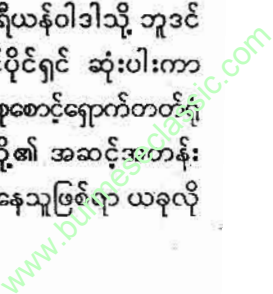 ရီယန်ဝါဒါသို့ ဘူဒင်
ပိုင်ရှင် ဆုံးပါးကာ
စုစောင့်ရှောက်တတ်ရုံ
၏ အဆင့်အတန်း
နေသူဖြစ်ရာ ယခုလို
www.burmeseclassic.com